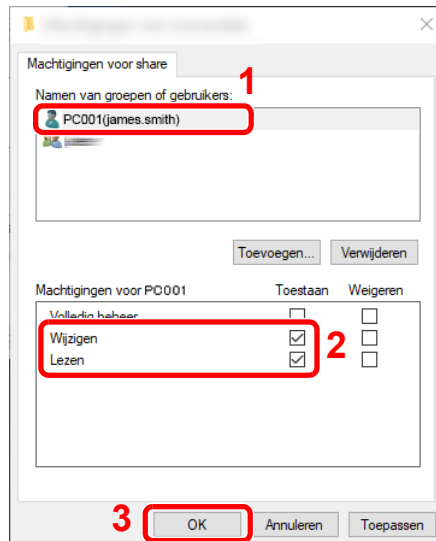 Machtigingen voor share
1
Namen van groepen of gebruikers:
PC001(james.smith)
Toevoegen... Verwijderen
Machtigingen voor PC001 Toestaan Weigeren
Volledig beheer
Wijzigen
2
Lezen
3
OK Annuleren Toepassen